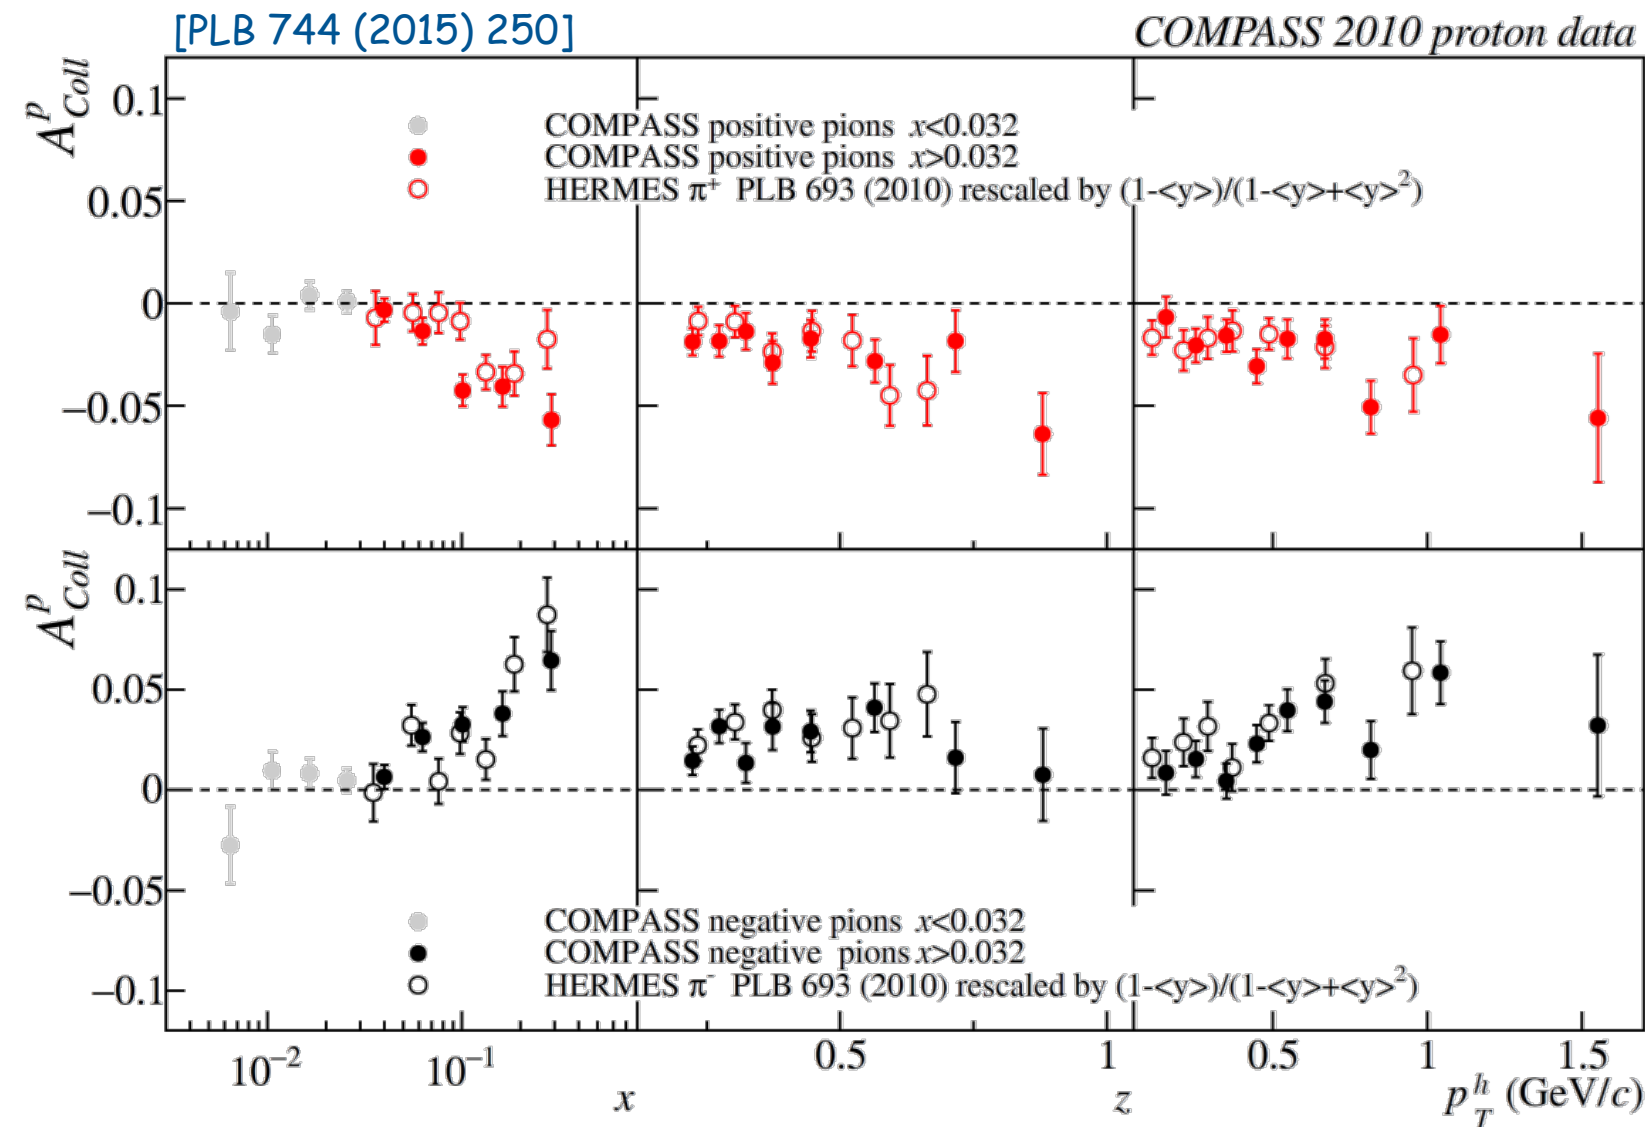 [PLB 744 (2015) 250]
COMPASS 2010 proton data
A^p_Coll
0.1
0.05
0
−0.05
−0.1
COMPASS positive pions x<0.032
COMPASS positive pions x>0.032
HERMES π⁺ PLB 693 (2010) rescaled by (1-<y>)/(1-<y>+<y>²)
A^p_Coll
0.1
0.05
0
−0.05
−0.1
COMPASS negative pions x<0.032
COMPASS negative pions x>0.032
HERMES π⁻ PLB 693 (2010) rescaled by (1-<y>)/(1-<y>+<y>²)
10⁻² 10⁻¹ 0.5 1 0.5 1 1.5
x z p_T^h (GeV/c)